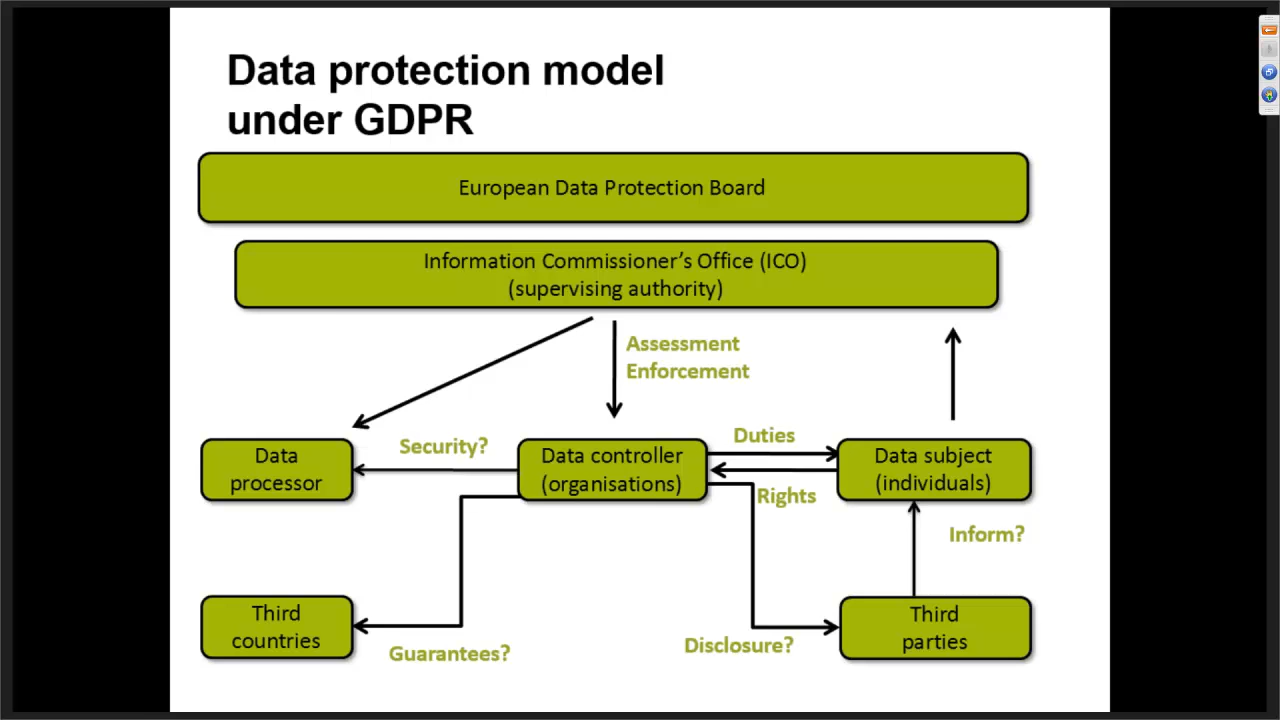 Data protection model
under GDPR
European Data Protection Board
Information Commissioner’s Office (ICO)
(supervising authority)
Assessment
Enforcement
Data
processor
Security?
Data controller
(organisations)
Duties
Rights
Data subject
(individuals)
Inform?
Third
countries
Guarantees?
Disclosure?
Third
parties